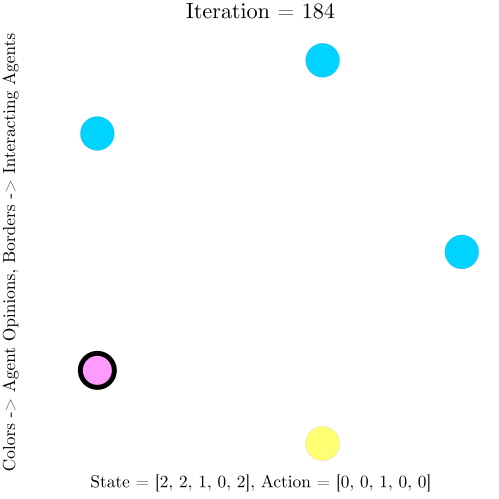 Iteration = 184
Colors -> Agent Opinions, Borders -> Interacting Agents
State = [2, 2, 1, 0, 2], Action = [0, 0, 1, 0, 0]